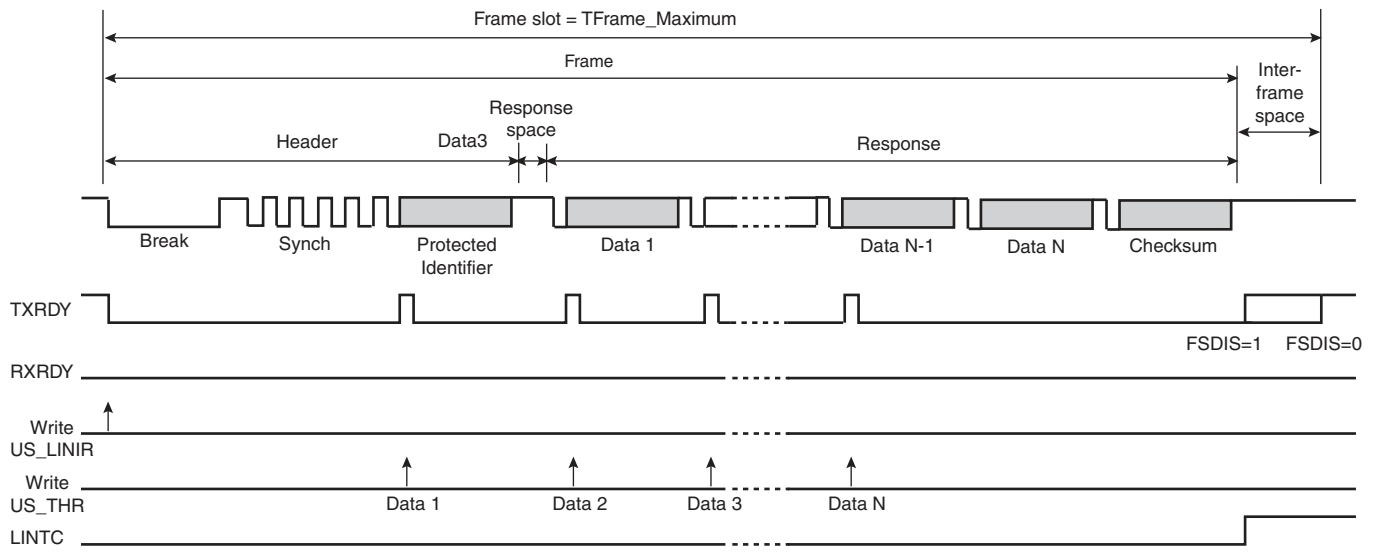 Frame slot = TFrame_Maximum
Frame
Inter-
frame
space
Response
space
Header
Data3
Response
Break
Synch
Protected
Identifier
Data 1
Data N-1
Data N
Checksum
TXRDY
FSDIS=1
FSDIS=0
RXRDY
Write
US_LINIR
Write
US_THR
Data 1
Data 2
Data 3
Data N
LINTC